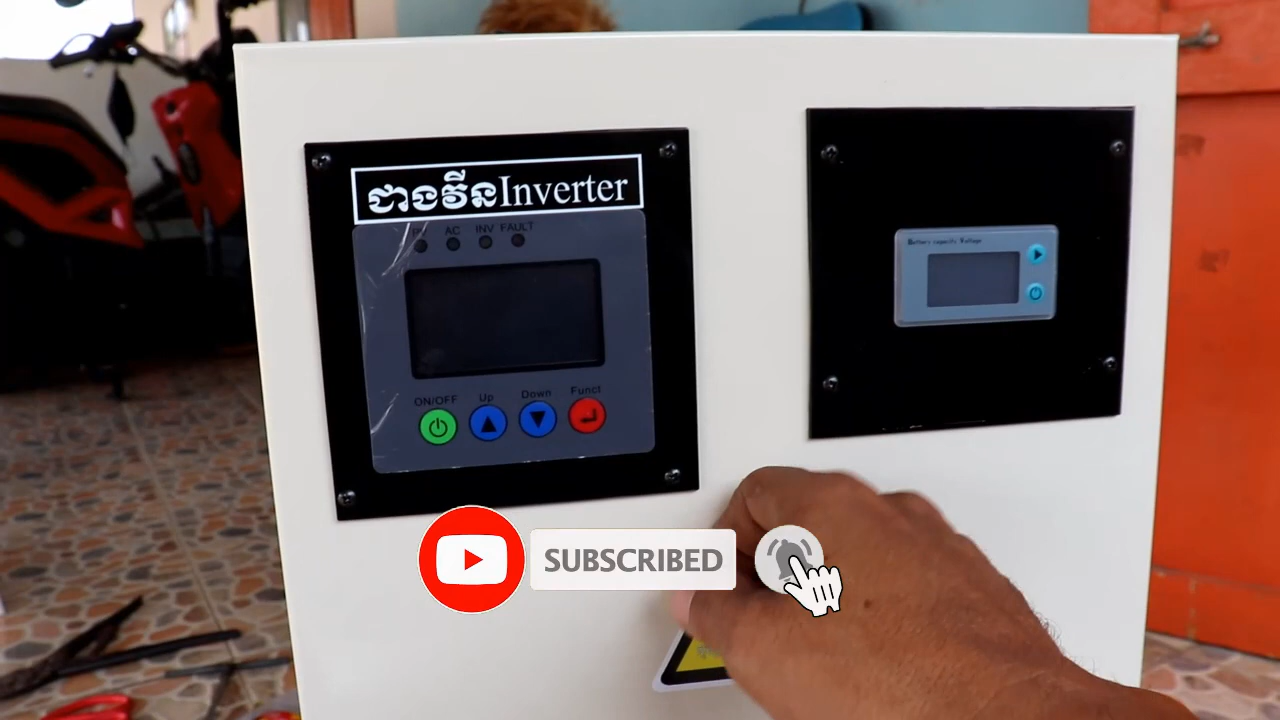 ជាងវីនInverter
AC INV FAULT
ON/OFF Up Down Funct
Battery capacity Voltage
SUBSCRIBED